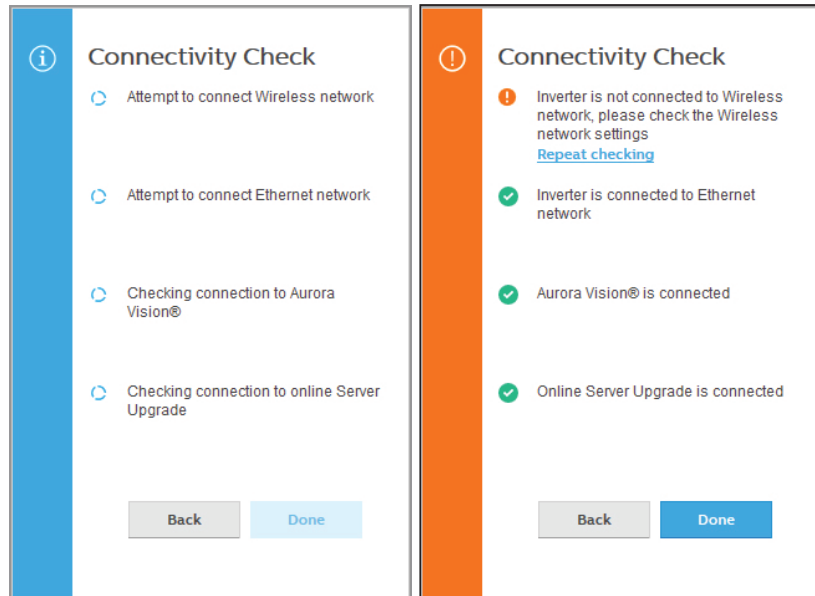 Connectivity Check
Attempt to connect Wireless network
Attempt to connect Ethernet network
Checking connection to Aurora
Vision®
Checking connection to online Server
Upgrade
Back
Done
Connectivity Check
Inverter is not connected to Wireless
network, please check the Wireless
network settings
Repeat checking
Inverter is connected to Ethernet
network
Aurora Vision® is connected
Online Server Upgrade is connected
Back
Done